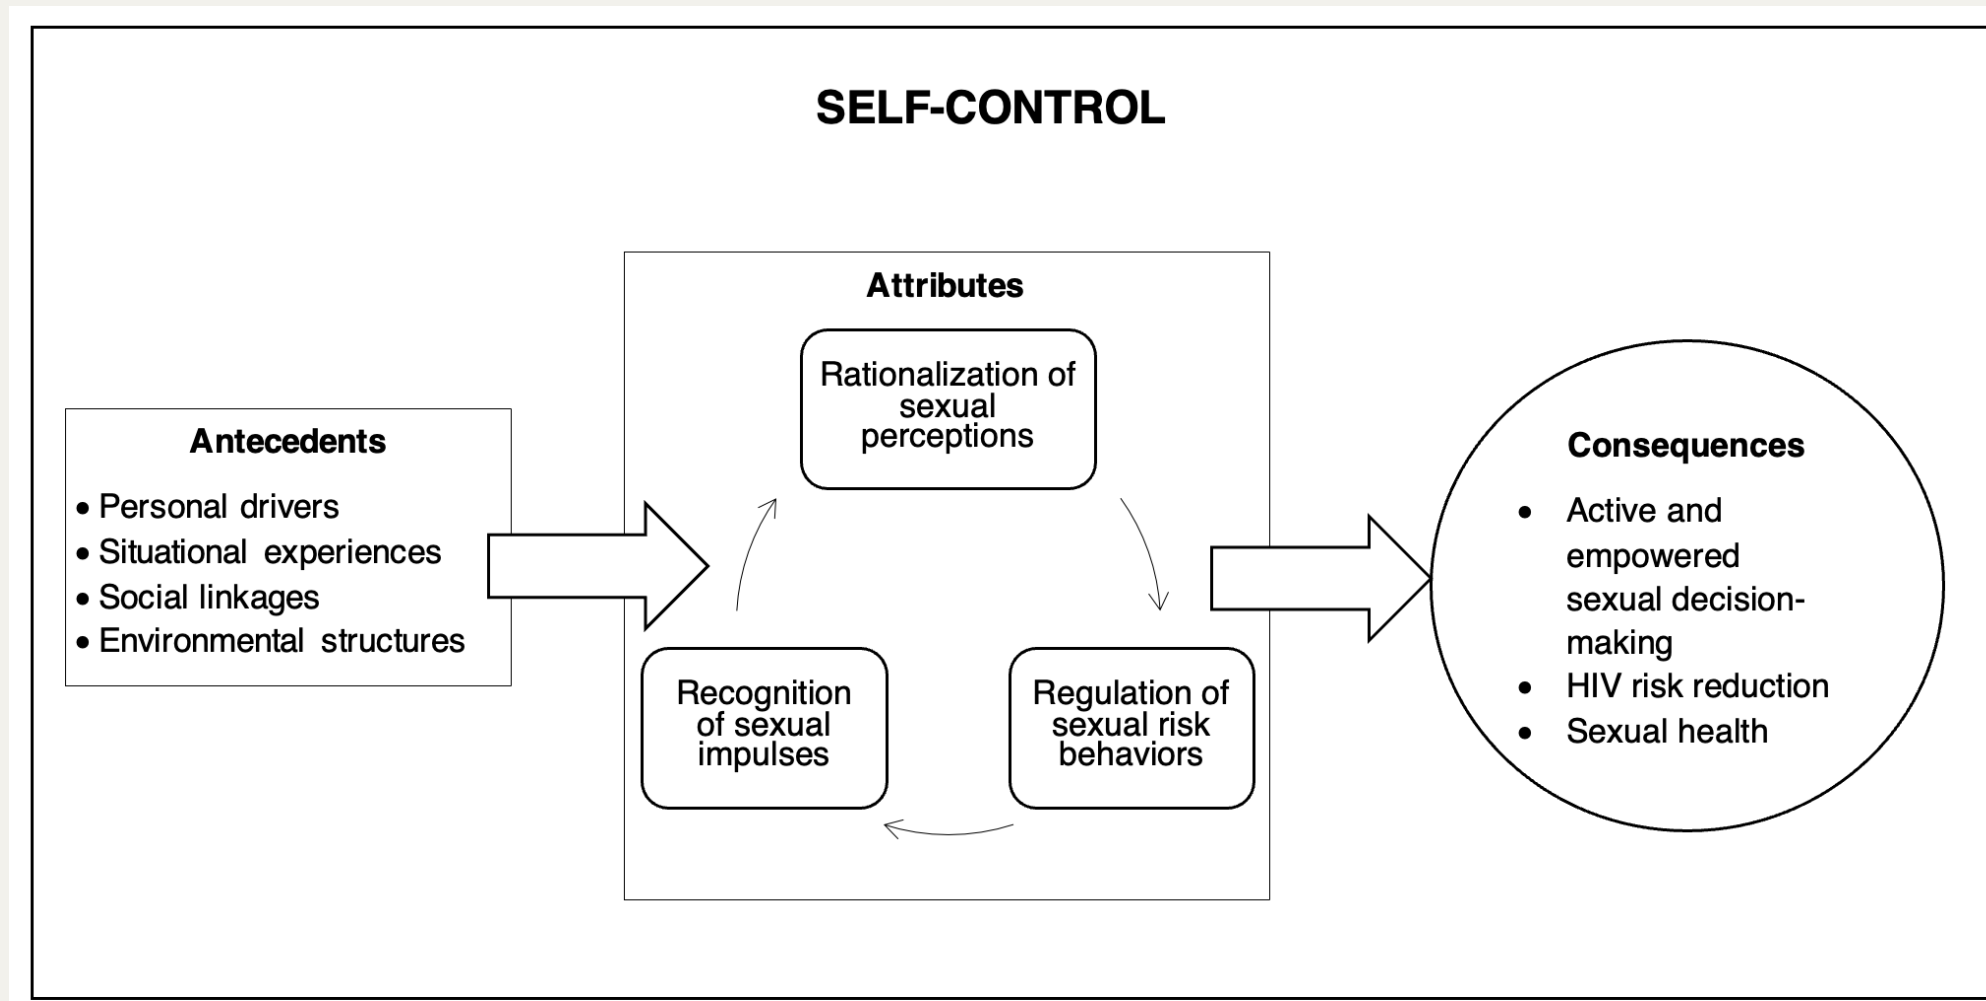 SELF-CONTROL
Antecedents
• Personal drivers
• Situational experiences
• Social linkages
• Environmental structures
Attributes
Rationalization of
sexual
perceptions
Recognition
of sexual
impulses
Regulation of
sexual risk
behaviors
Consequences
• Active and
empowered
sexual decision-
making
• HIV risk reduction
• Sexual health